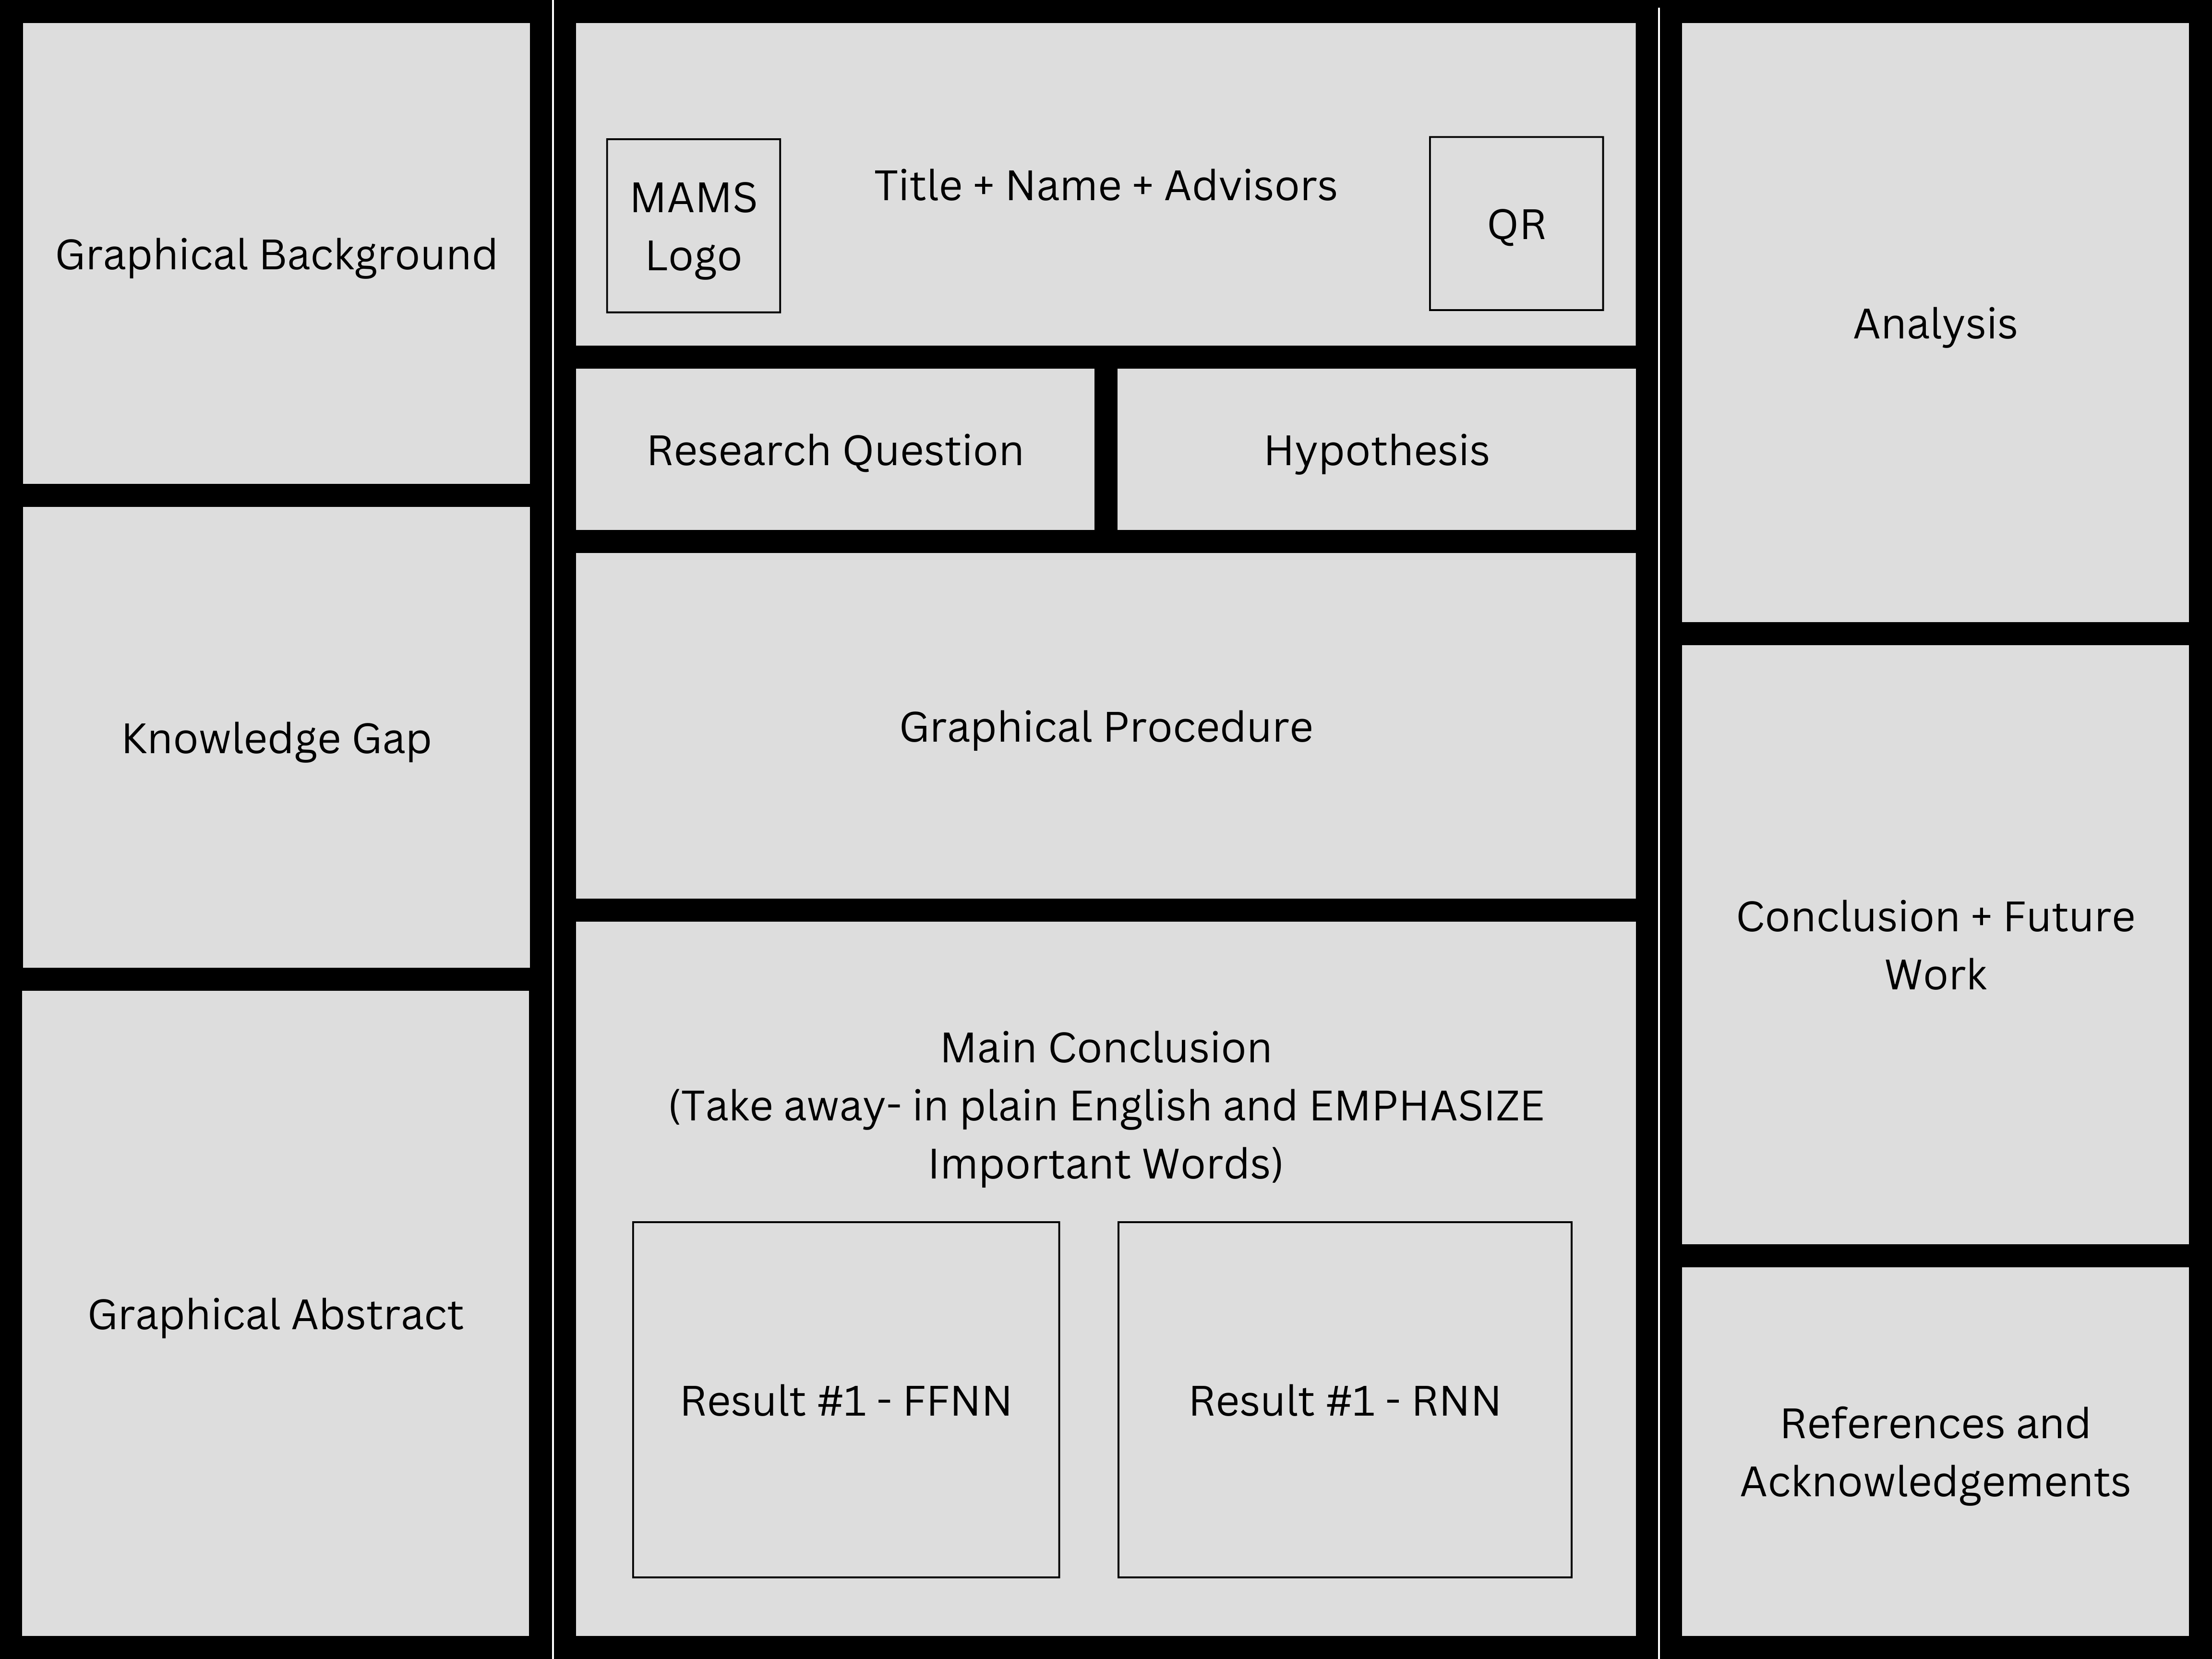 Graphical Background
Knowledge Gap
Graphical Abstract
MAMS
Logo
Title + Name + Advisors
QR
Research Question
Hypothesis
Graphical Procedure
Main Conclusion
(Take away- in plain English and EMPHASIZE
Important Words)
Result #1 - FFNN
Result #1 - RNN
Analysis
Conclusion + Future
Work
References and
Acknowledgements